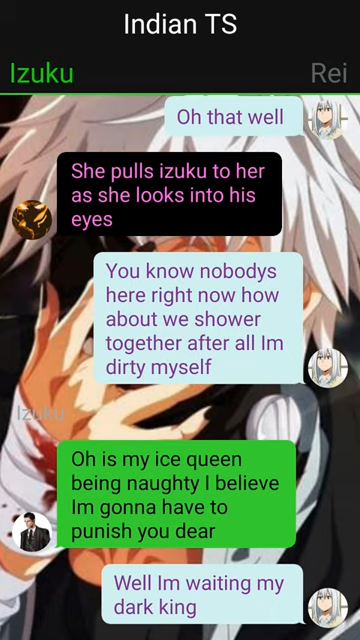 Indian TS
Izuku Rei
Oh that well
She pulls izuku to her
as she looks into his
eyes
You know nobodys
here right now how
about we shower
together after all Im
dirty myself
Izuku
Oh is my ice queen
being naughty I believe
Im gonna have to
punish you dear
Well Im waiting my
dark king